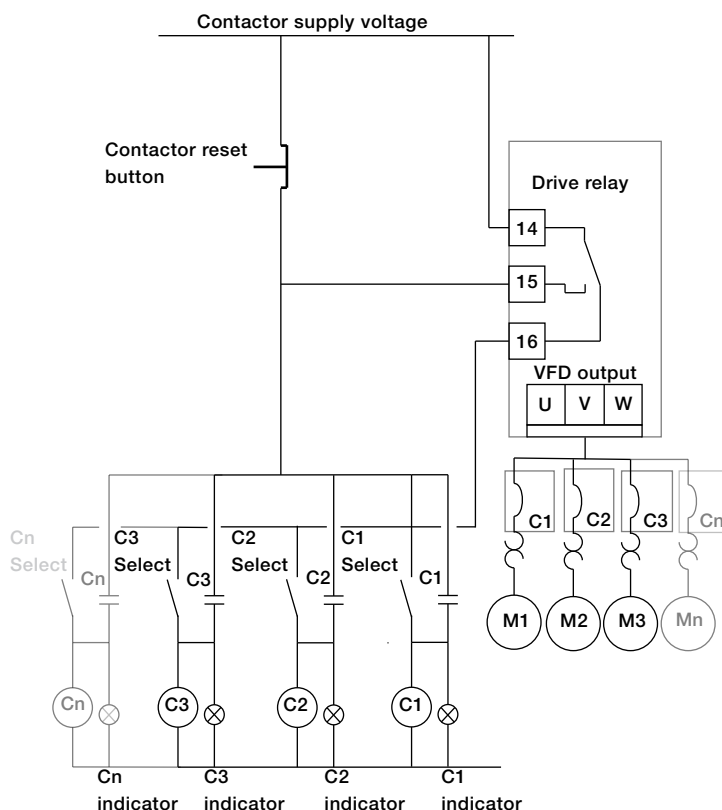 Contactor supply voltage
Contactor reset
button
Drive relay
14
15
16
VFD output
U V W
C1 C2 C3 Cn
M1 M2 M3 Mn
Cn
Select
C3
Select
C2
Select
C1
Select
Cn C3 C2 C1
Cn C3 C2 C1
Cn
indicator
C3
indicator
C2
indicator
C1
indicator